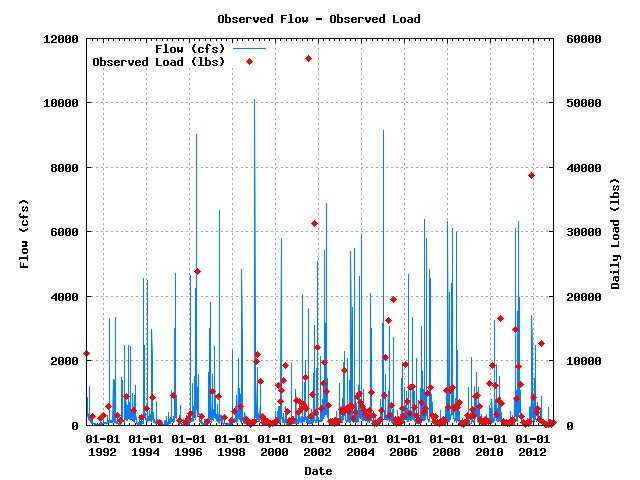 Observed Flow - Observed Load
12000
60000
Flow (cfs)
Observed Load (lbs)
10000
50000
8000
40000
6000
30000
4000
20000
2000
10000
0
0
Flow (cfs)
Daily Load (lbs)
01-01 01-01 01-01 01-01 01-01 01-01 01-01 01-01 01-01 01-01 01-01
1992 1994 1996 1998 2000 2002 2004 2006 2008 2010 2012
Date